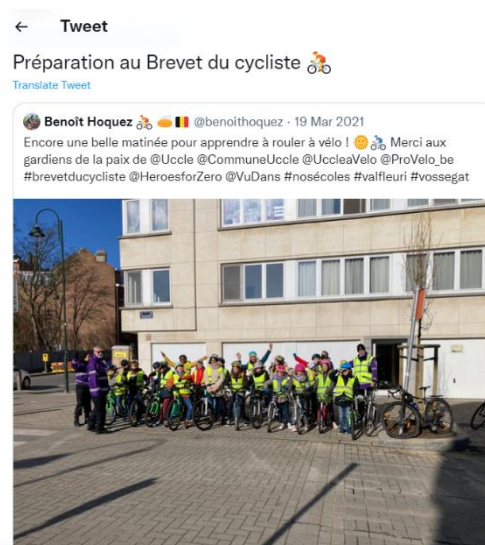 ← Tweet
Préparation au Brevet du cycliste 🚴
Translate Tweet
Benoît Hoquez 🚴 🥧 🇧🇪 @benoithoquez · 19 Mar 2021
Encore une belle matinée pour apprendre à rouler à vélo ! 🌞🚴 Merci aux
gardiens de la paix de @Uccle @CommuneUccle @UccleaVelo @ProVelo_be
#brevetducycliste @HeroesforZero @VuDans #nosécoles #valfleuri #vossegat